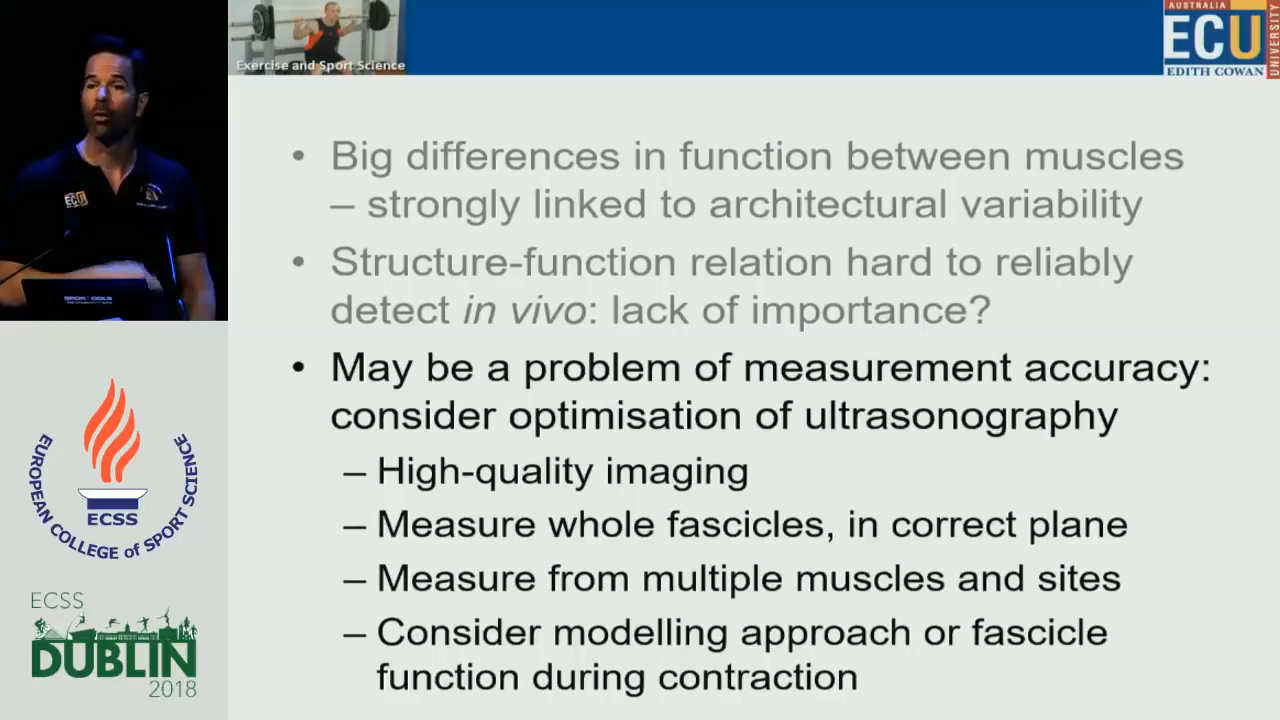 Exercise and Sport Science
AUSTRALIA
ECU
EDITH COWAN
UNIVERSITY
ECU
• Big differences in function between muscles
– strongly linked to architectural variability
• Structure-function relation hard to reliably
detect in vivo: lack of importance?
• May be a problem of measurement accuracy:
consider optimisation of ultrasonography
– High-quality imaging
– Measure whole fascicles, in correct plane
– Measure from multiple muscles and sites
– Consider modelling approach or fascicle
function during contraction
EUROPEAN COLLEGE of SPORT SCIENCE
ECSS
ECSS
DUBLIN
2018